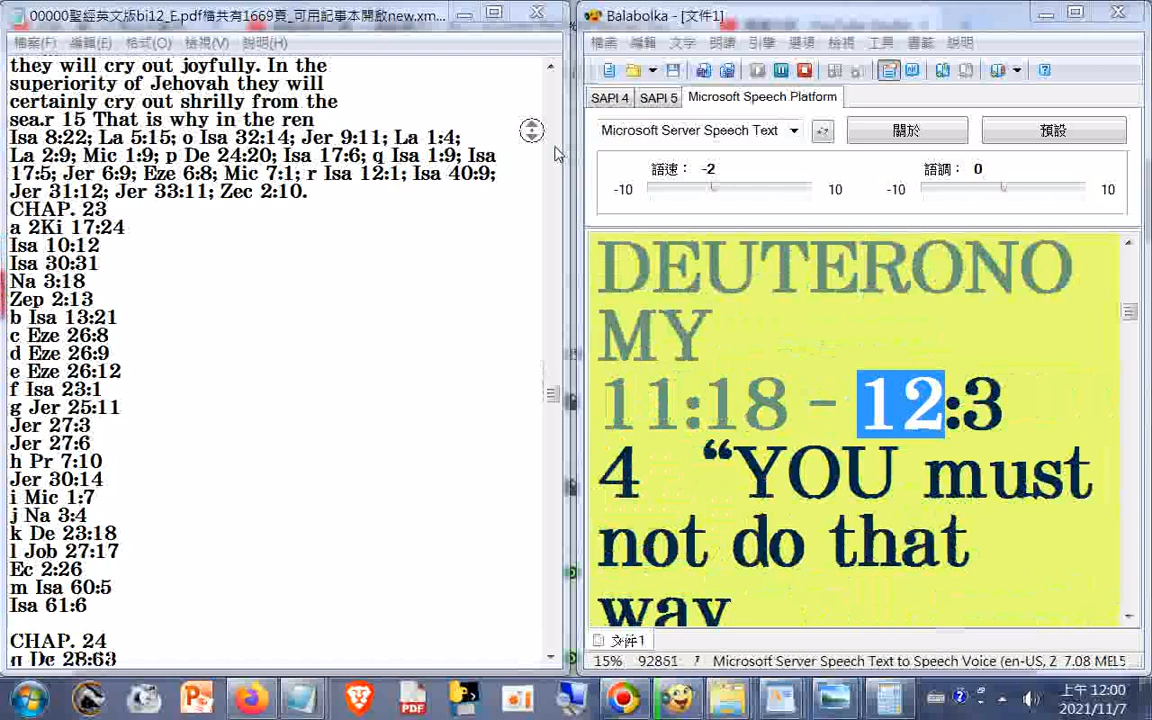 00000聖經英文版bi12_E.pdf檔共有1669頁_可用記事本開啟new.xm...
檔案(F) 編輯(E) 格式(O) 檢視(V) 說明(H)
they will cry out joyfully. In the
superiority of Jehovah they will
certainly cry out shrilly from the
sea.r 15 That is why in the ren
Isa 8:22; La 5:15; o Isa 32:14; Jer 9:11; La 1:4;
La 2:9; Mic 1:9; p De 24:20; Isa 17:6; q Isa 1:9; Isa
17:5; Jer 6:9; Eze 6:8; Mic 7:1; r Isa 12:1; Isa 40:9;
Jer 31:12; Jer 33:11; Zec 2:10.
CHAP. 23
a 2Ki 17:24
Isa 10:12
Isa 30:31
Na 3:18
Zep 2:13
b Isa 13:21
c Eze 26:8
d Eze 26:9
e Eze 26:12
f Isa 23:1
g Jer 25:11
Jer 27:3
Jer 27:6
h Pr 7:10
Jer 30:14
i Mic 1:7
j Na 3:4
k De 23:18
l Job 27:17
Ec 2:26
m Isa 60:5
Isa 61:6
CHAP. 24
n De 28:63
Balabolka - [文件1]
檔案 編輯 文字 朗讀 引擎 選項 檢視 工具 書籤 說明
SAPI 4 SAPI 5 Microsoft Speech Platform
Microsoft Server Speech Text 關於 預設
語速： -2 語調： 0
-10 10 -10 10
DEUTERONO
MY
11:18 – 12:3
4 “YOU must
not do that
way
文件1
15% 92851 Microsoft Server Speech Text to Speech Voice (en-US, 2 7.08 МБ
上午 12:00
2021/11/7